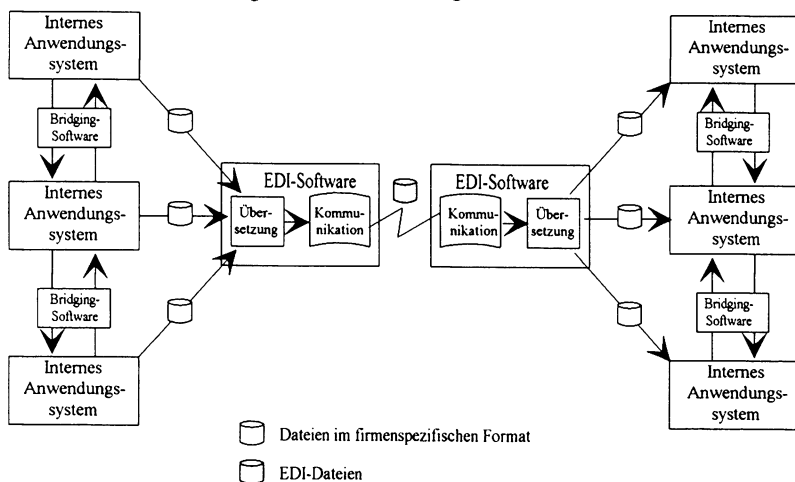 Internes
Anwendungs-
system
Bridging-
Software
Internes
Anwendungs-
system
Bridging-
Software
Internes
Anwendungs-
system
EDI-Software
Über-
setzung
Kommu-
nikation
EDI-Software
Kommu-
nikation
Über-
setzung
Internes
Anwendungs-
system
Bridging-
Software
Internes
Anwendungs-
system
Bridging-
Software
Internes
Anwendungs-
system
Dateien im firmenspezifischen Format
EDI-Dateien